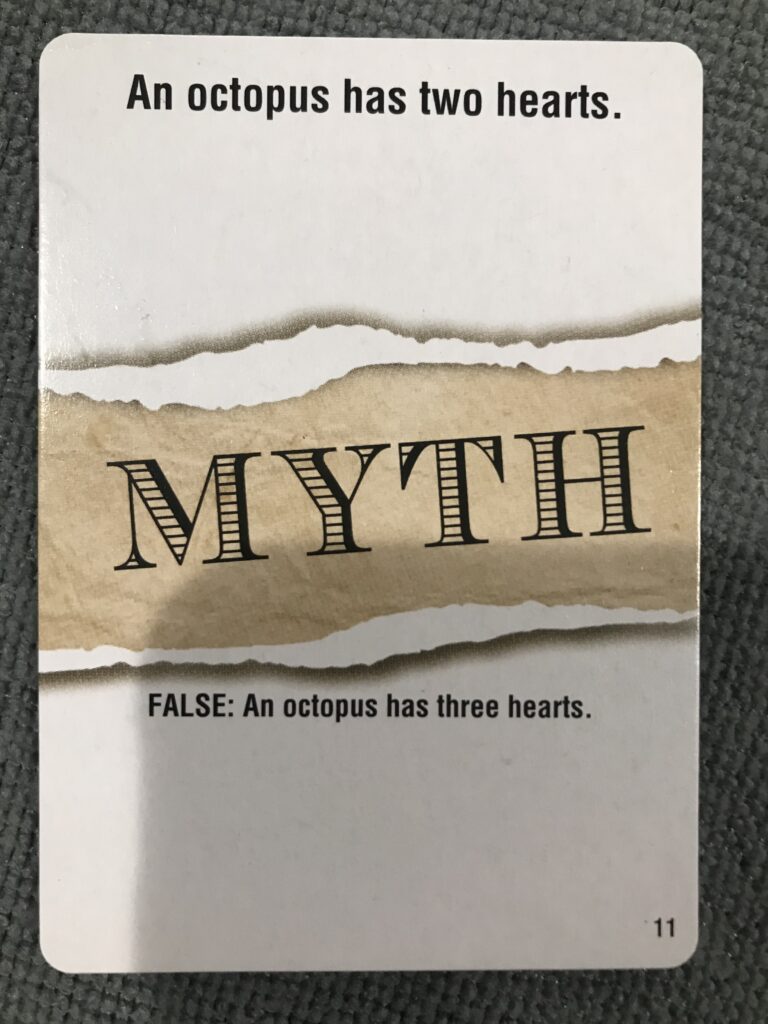 An octopus has two hearts.
MYTH
FALSE: An octopus has three hearts.
11